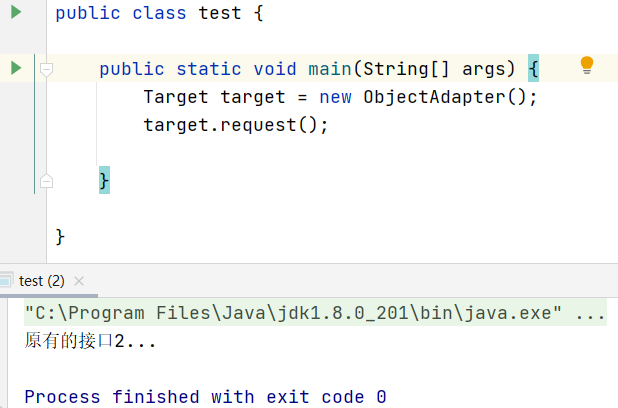 public class test {
public static void main(String[] args) {
Target target = new ObjectAdapter();
target.request();
}
}
test (2) ×
"C:\Program Files\Java\jdk1.8.0_201\bin\java.exe" ...
原有的接口2...
Process finished with exit code 0